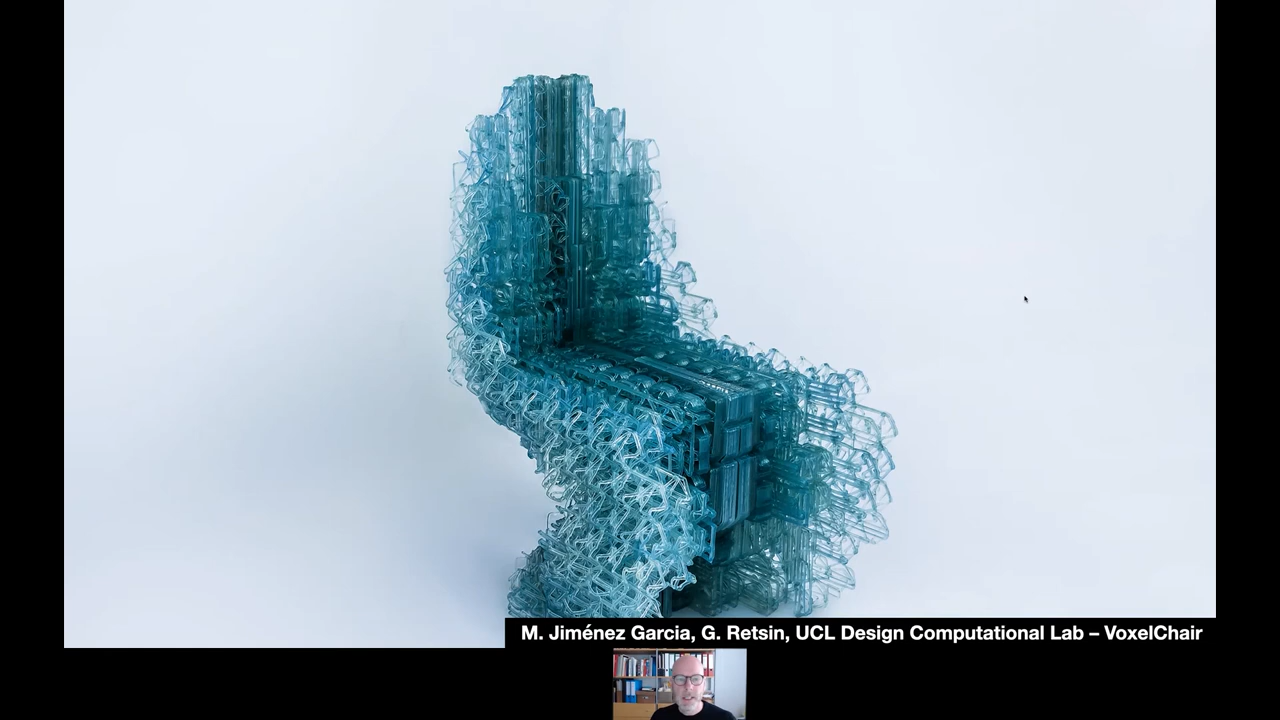 M. Jiménez Garcia, G. Retsin, UCL Design Computational Lab – VoxelChair